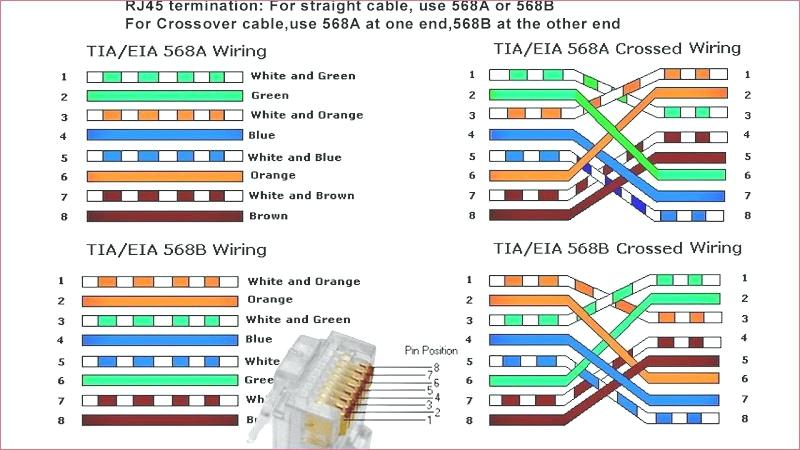 RJ45 termination: For straight cable, use 568A or 568B
For Crossover cable,use 568A at one end,568B at the other end
TIA/EIA 568A Wiring
1 White and Green
2 Green
3 White and Orange
4 Blue
5 White and Blue
6 Orange
7 White and Brown
8 Brown
TIA/EIA 568A Crossed Wiring
1 1
2 2
3 3
4 4
5 5
6 6
7 7
8 8
TIA/EIA 568B Wiring
1 White and Orange
2 Orange
3 White and Green
4 Blue
5 White
6 Gree
7 Wh
8 B
Pin Position
8
7
6
5
4
3
2
1
TIA/EIA 568B Crossed Wiring
1 1
2 2
3 3
4 4
5 5
6 6
7 7
8 8